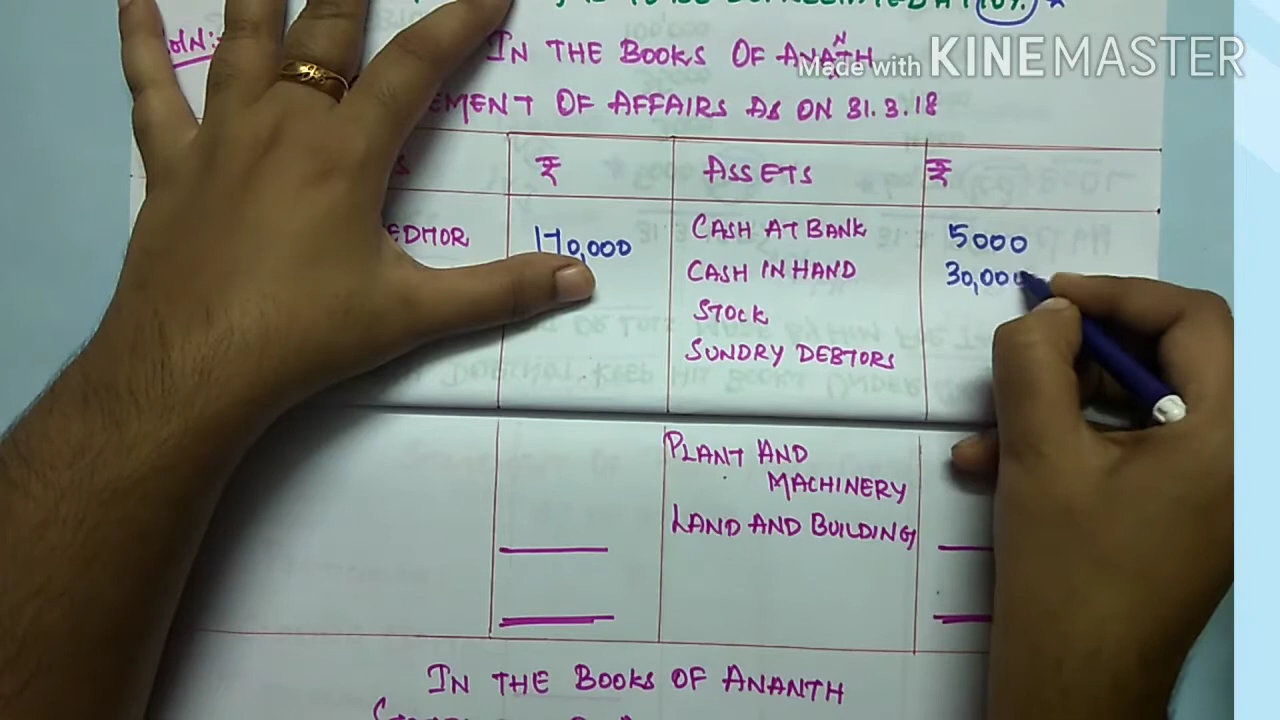 IN THE BOOKS OF ANANTH
Made with KINEMASTER
EMENT OF AFFAIRS AS ON 31.3.18
S ₹ ASSETS ₹
EDITOR 170,000 CASH AT BANK 5000
CASH IN HAND 30,000
STOCK
SUNDRY DEBTORS
PLANT AND
MACHINERY
LAND AND BUILDING
IN THE BOOKS OF ANANTH